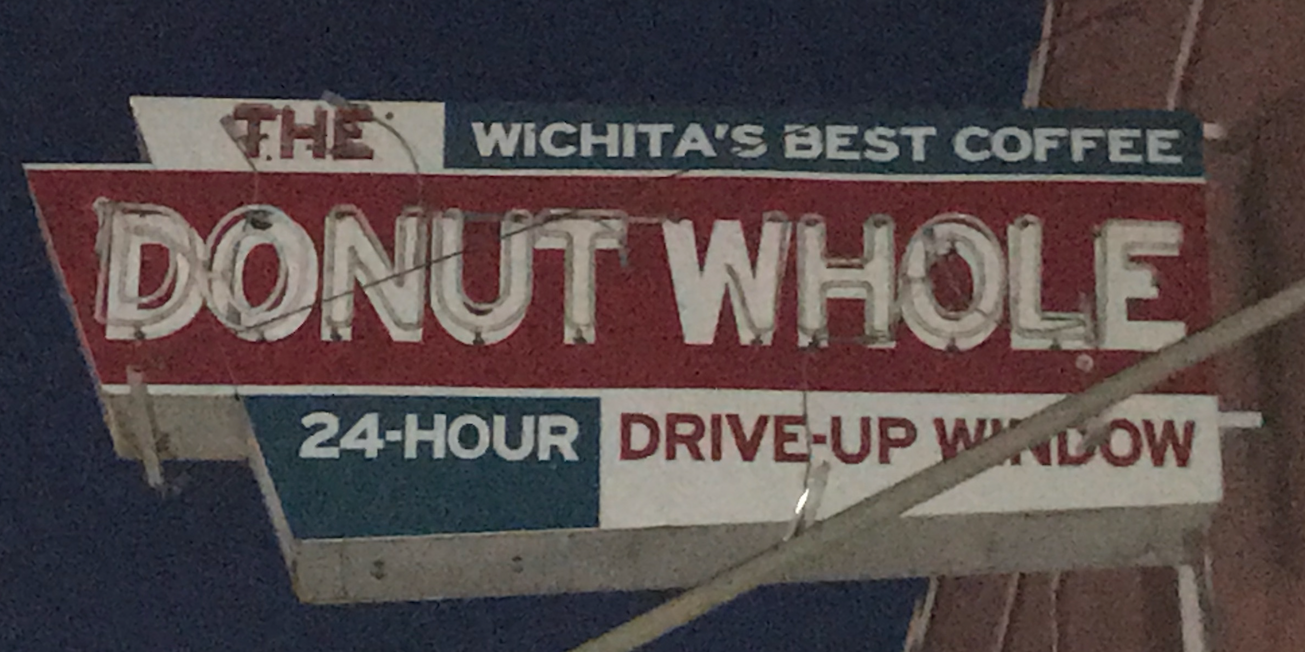 THE WICHITA'S BEST COFFEE
DONUT WHOLE
24-HOUR DRIVE-UP WINDOW